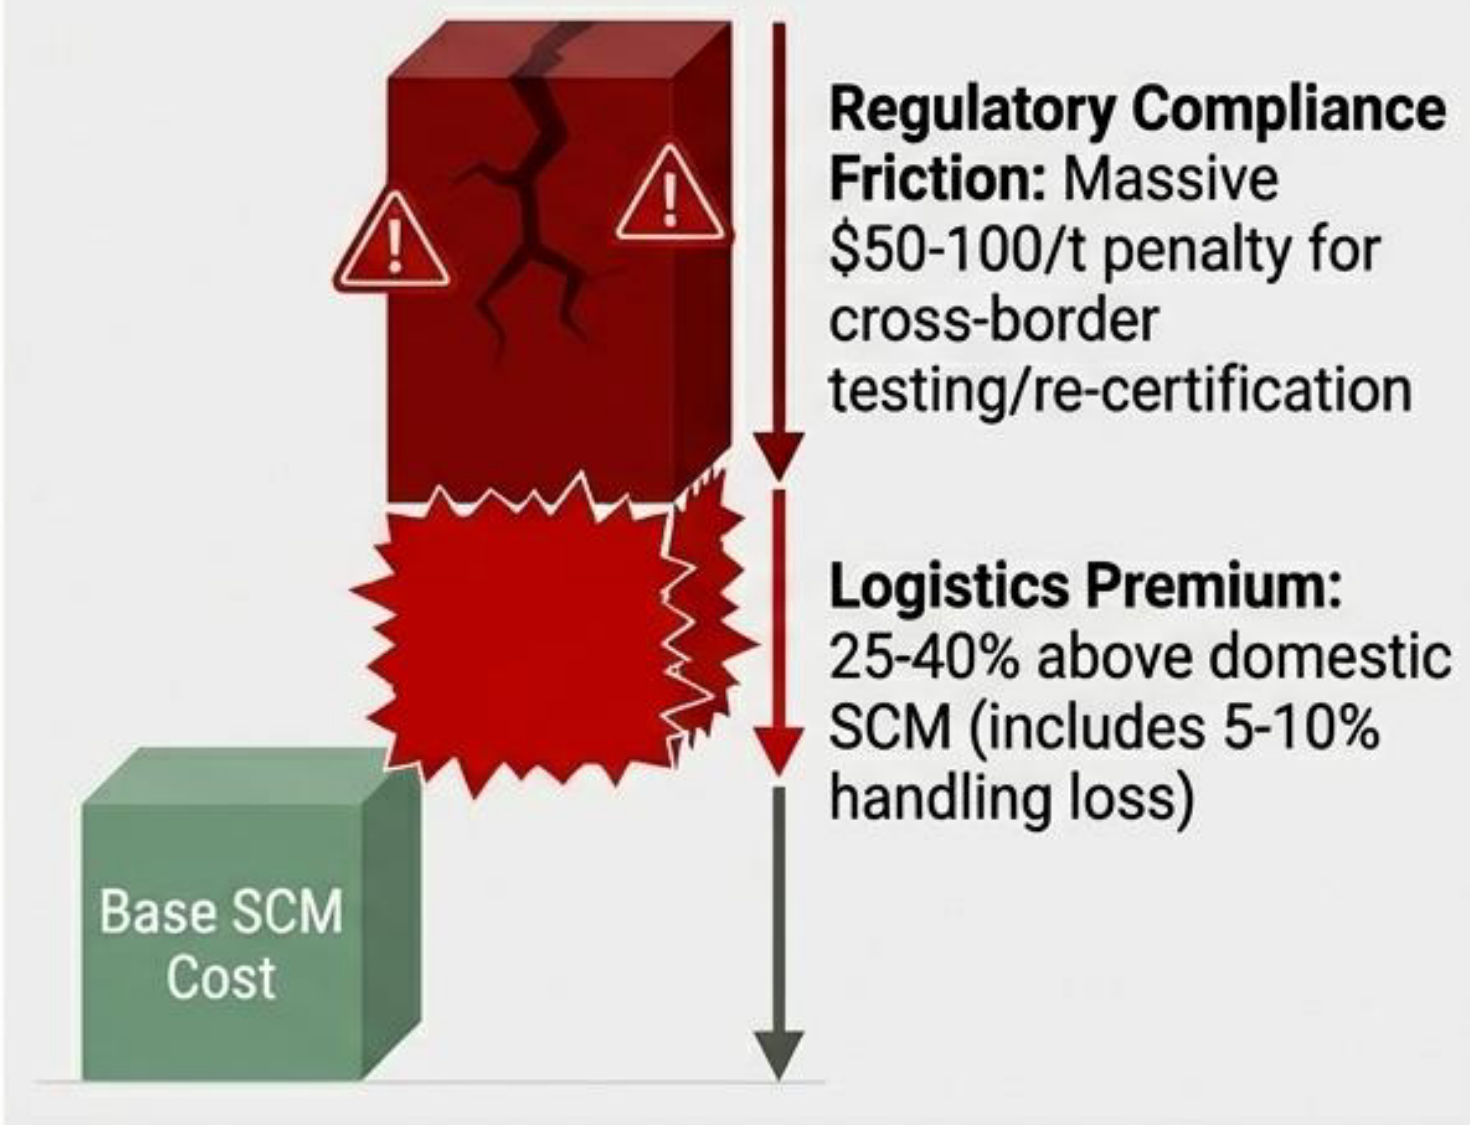 Regulatory Compliance
Friction: Massive
$50-100/t penalty for
cross-border
testing/re-certification
Logistics Premium:
25-40% above domestic
SCM (includes 5-10%
handling loss)
Base SCM
Cost